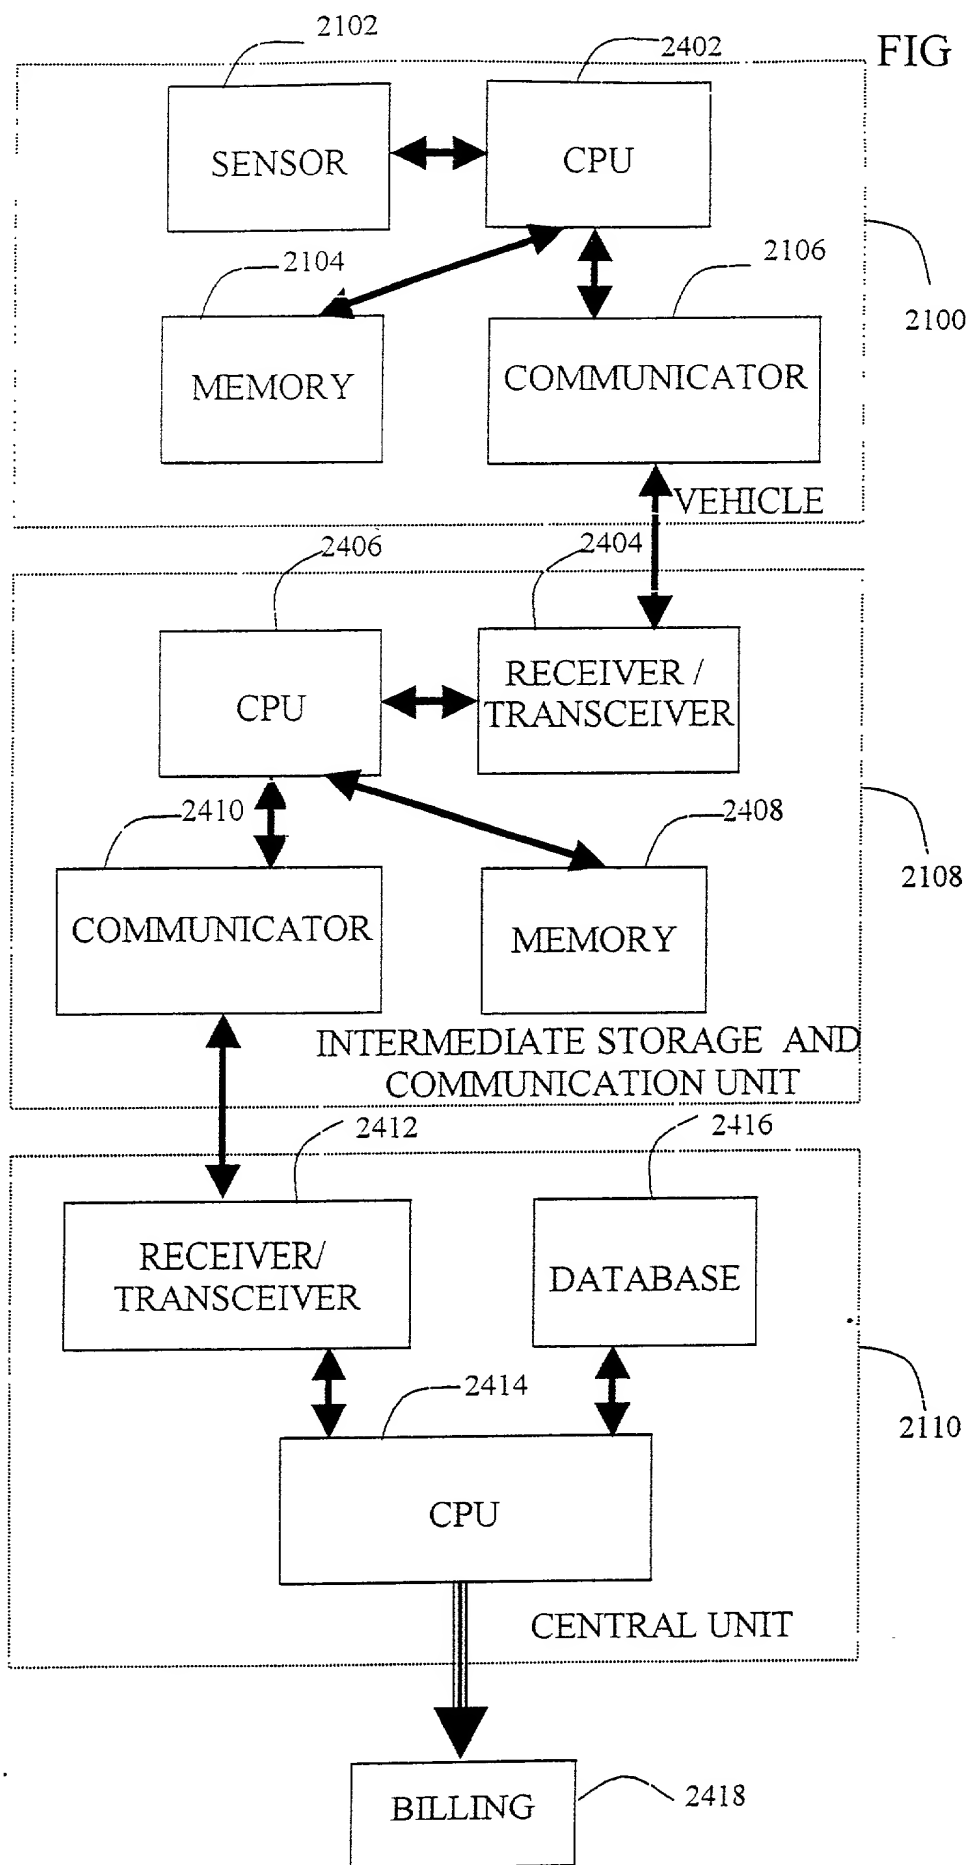 2102
2402
FIG
SENSOR
CPU
2104
2106
2100
MEMORY
COMMUNICATOR
VEHICLE
2406
2404
CPU
RECEIVER /
TRANSCEIVER
2410
2408
2108
COMMUNICATOR
MEMORY
INTERMEDIATE STORAGE AND
COMMUNICATION UNIT
2412
2416
RECEIVER/
TRANSCEIVER
DATABASE
2414
2110
CPU
CENTRAL UNIT
BILLING
2418